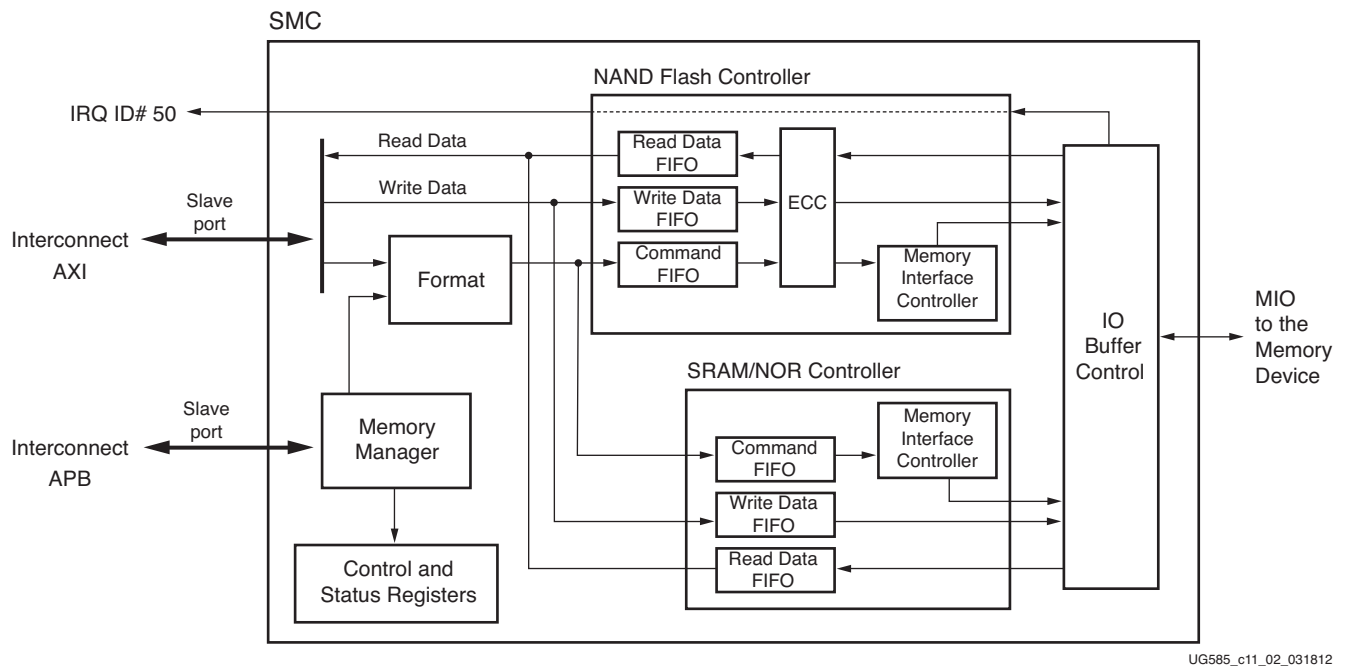 SMC
NAND Flash Controller
IRQ ID# 50
Read Data
Read Data
FIFO
Write Data
Write Data
FIFO
ECC
Slave
port
Interconnect
AXI
Format
Command
FIFO
Memory
Interface
Controller
IO
Buffer
Control
MIO
to the
Memory
Device
SRAM/NOR Controller
Slave
port
Interconnect
APB
Memory
Manager
Command
FIFO
Memory
Interface
Controller
Write Data
FIFO
Read Data
FIFO
Control and
Status Registers
UG585_c11_02_031812